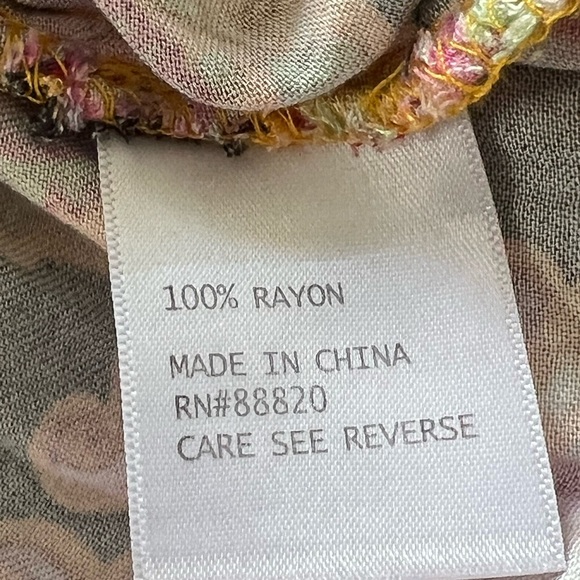 100% RAYON
MADE IN CHINA
RN#88820
CARE SEE REVERSE